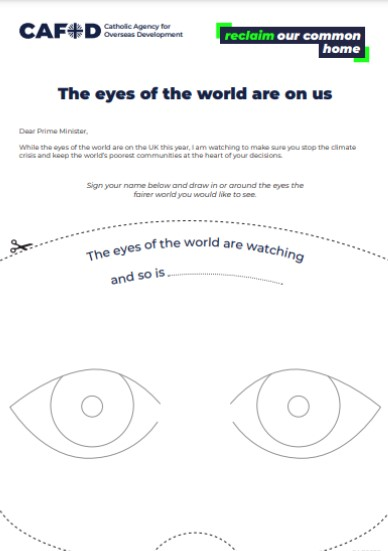 CAFOD Catholic Agency for
Overseas Development
reclaim our common
home
The eyes of the world are on us
Dear Prime Minister,
While the eyes of the world are on the UK this year, I am watching to make sure you stop the climate
crisis and keep the world's poorest communities at the heart of your decisions.
Sign your name below and draw in or around the eyes the
fairer world you would like to see.
The eyes of the world are watching
and so is